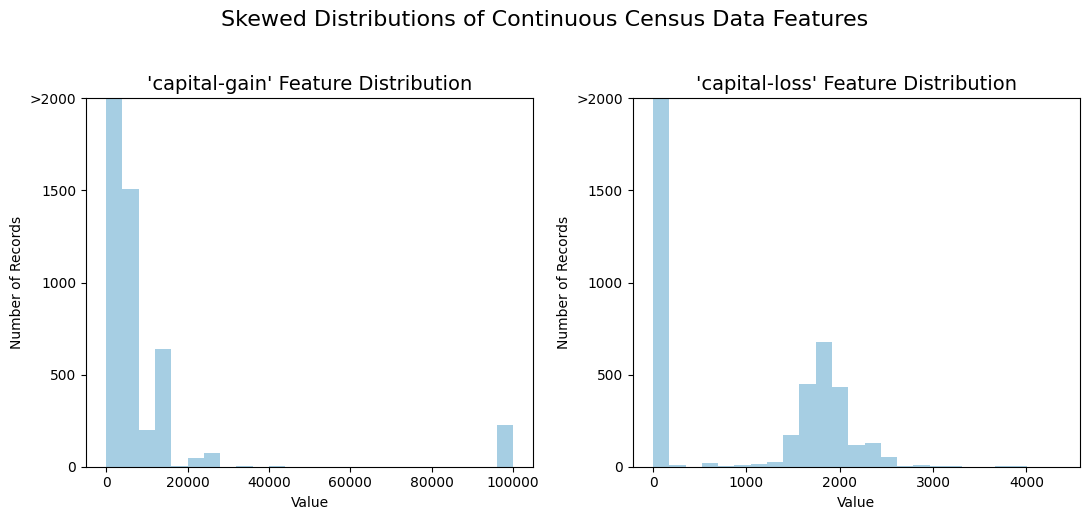 Skewed Distributions of Continuous Census Data Features
'capital-gain' Feature Distribution
>2000
1500
1000
500
0
Number of Records
0 20000 40000 60000 80000 100000
Value
'capital-loss' Feature Distribution
>2000
1500
1000
500
0
Number of Records
0 1000 2000 3000 4000
Value